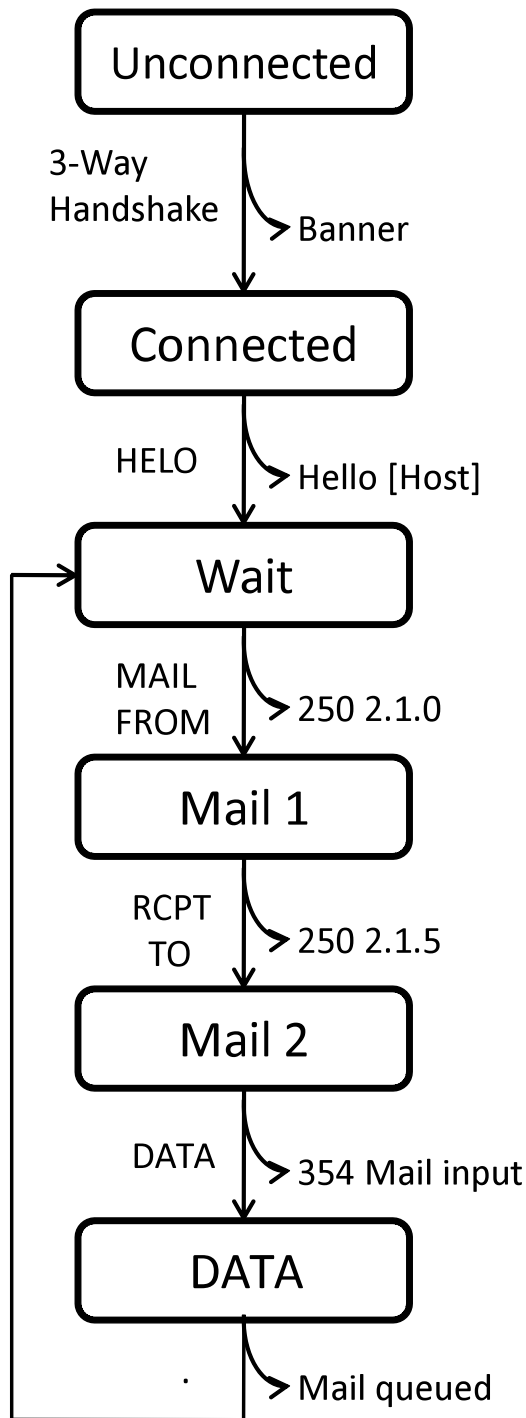 Unconnected
3-Way
Handshake
Banner
Connected
HELO
Hello [Host]
Wait
MAIL
FROM
250 2.1.0
Mail 1
RCPT
TO
250 2.1.5
Mail 2
DATA
354 Mail input
DATA
.
Mail queued